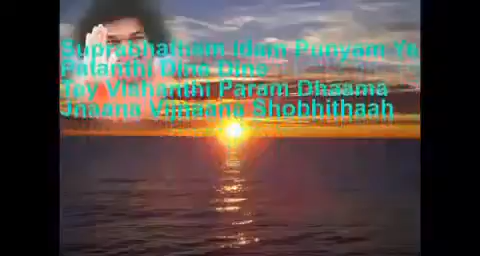 Suprabhatham Idam Punyam Ye
Patanthi Dine Dine
Tey Vishanthi Param Dhaama
Jnaana Vijnaana Shobhithaah